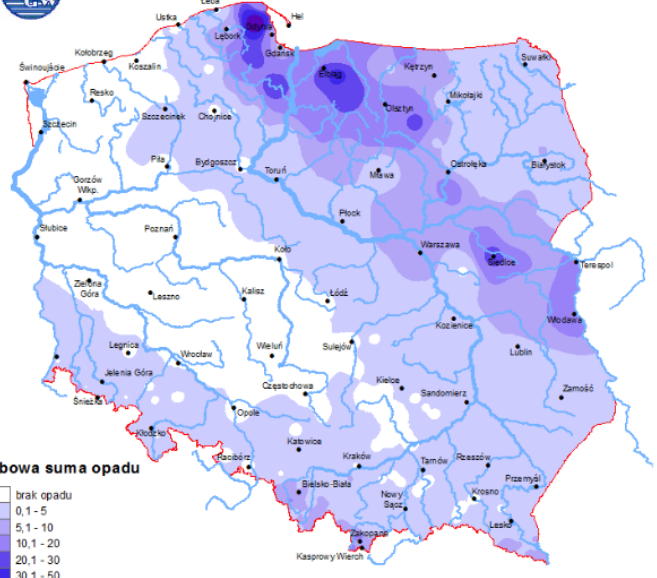 Łeba
Ustka
Hel
Gdynia
Lębork
Gdańsk
Kołobrzeg
Koszalin
Świnoujście
Elbląg
Kętrzyn
Suwałki
Resko
Szczecinek
Chojnice
Olsztyn
Mikołajki
Szczecin
Piła
Bydgoszcz
Toruń
Mława
Ostrołęka
Białystok
Gorzów
Wlkp.
Płock
Słubice
Poznań
Koło
Warszawa
Siedlce
Terespol
Zielona
Góra
Leszno
Kalisz
Łódź
Włodawa
Kozienice
Legnica
Wrocław
Wieluń
Sulejów
Lublin
Jelenia Góra
Częstochowa
Kielce
Sandomierz
Zamość
Śnieżka
Opole
Kłodzko
Katowice
Racibórz
Kraków
Tarnów
Rzeszów
Bielsko-Biała
Nowy
Sącz
Krosno
Przemyśl
Lesko
Zakopane
Kasprowy Wierch
bowa suma opadu
brak opadu
0,1 - 5
5,1 - 10
10,1 - 20
20,1 - 30
30,1 - 50